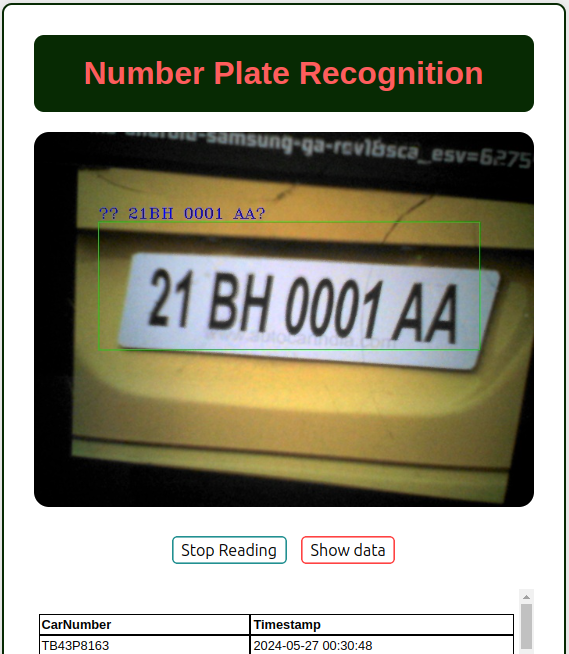 Number Plate Recognition
android-samsung-ga-rev1&sca_esv=6275
?? 21BH 0001 AA?
21 BH 0001 AA
www.autocarindia.com
Stop Reading
Show data
CarNumber Timestamp
TB43P8163 2024-05-27 00:30:48